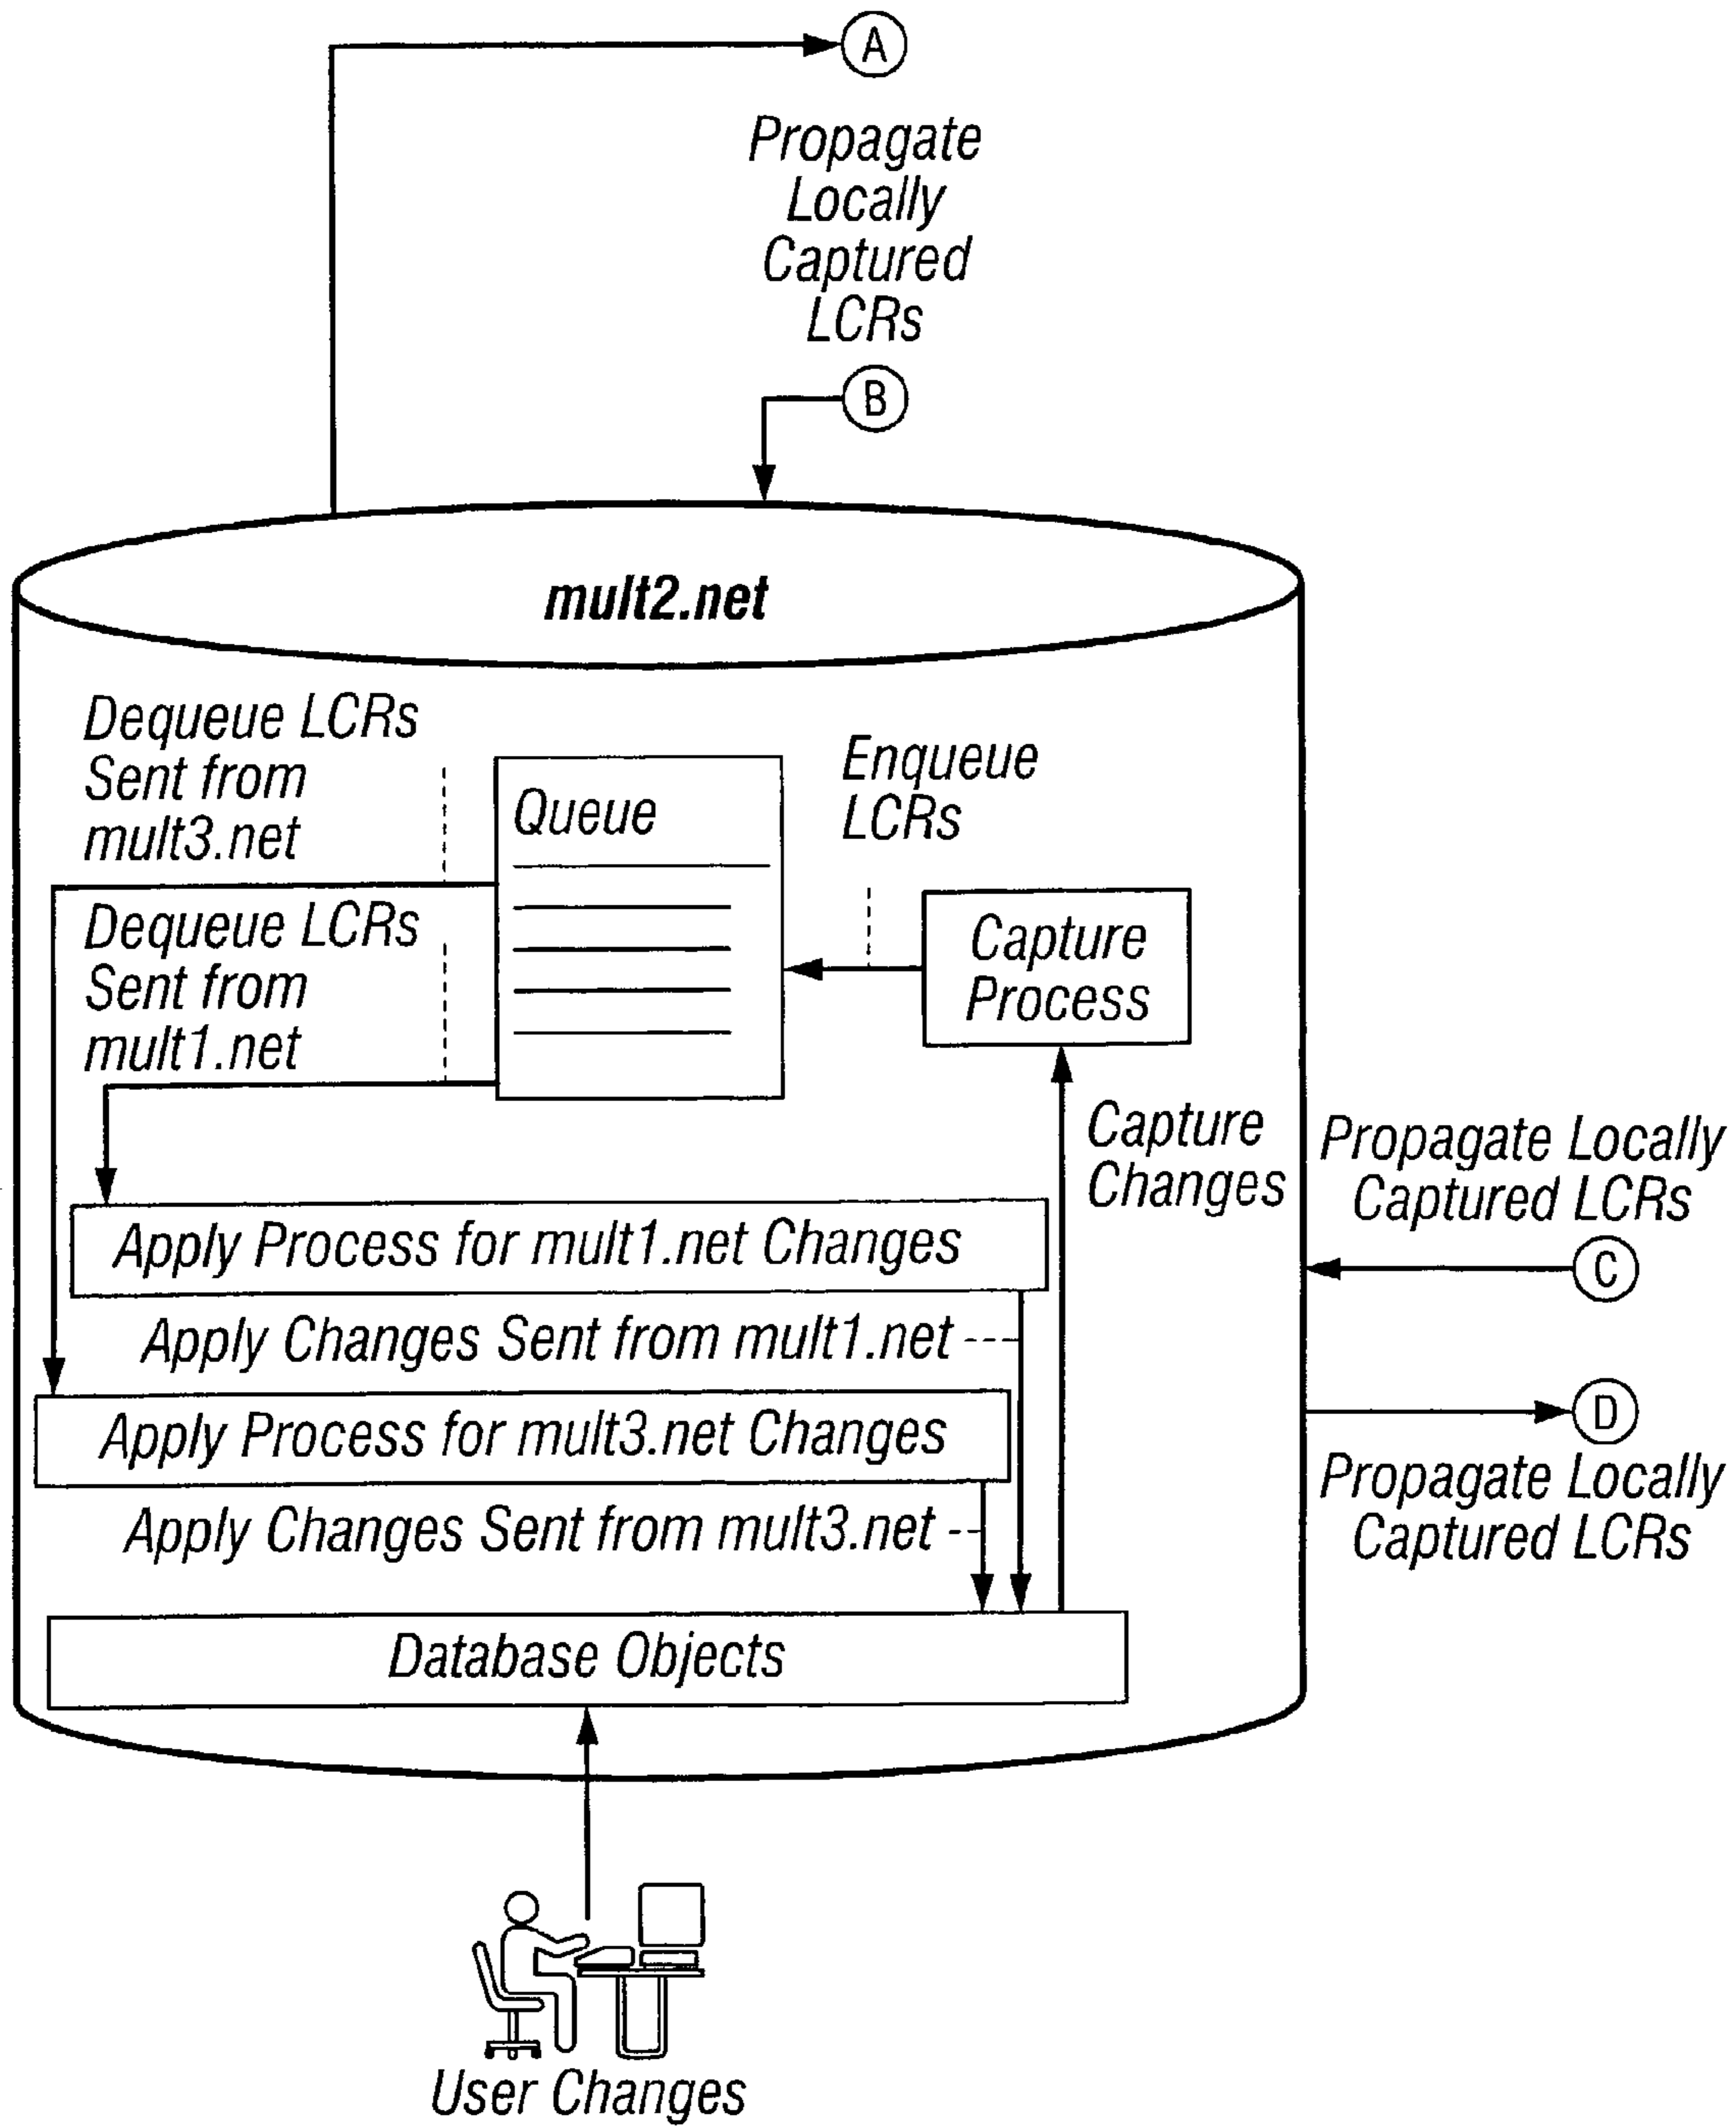 A
Propagate
Locally
Captured
LCRs
B
mult2.net
Dequeue LCRs
Sent from
mult3.net
Queue
Enqueue
LCRs
Dequeue LCRs
Sent from
mult1.net
Capture
Process
Capture
Changes
Propagate Locally
Captured LCRs
C
Apply Process for mult1.net Changes
Apply Changes Sent from mult1.net
Apply Process for mult3.net Changes
D
Propagate Locally
Captured LCRs
Apply Changes Sent from mult3.net
Database Objects
User Changes